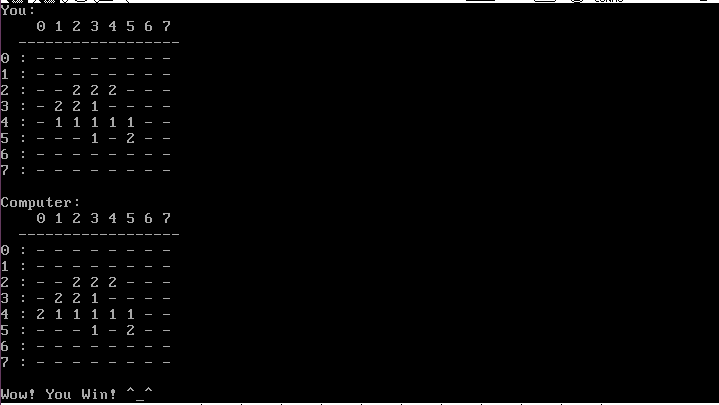 You:
    0 1 2 3 4 5 6 7
  ------------------
0 : - - - - - - - -
1 : - - - - - - - -
2 : - - 2 2 2 - - -
3 : - 2 2 1 - - - -
4 : - 1 1 1 1 1 - -
5 : - - - 1 - 2 - -
6 : - - - - - - - -
7 : - - - - - - - -
Computer:
    0 1 2 3 4 5 6 7
  ------------------
0 : - - - - - - - -
1 : - - - - - - - -
2 : - - 2 2 2 - - -
3 : - 2 2 1 - - - -
4 : 2 1 1 1 1 1 - -
5 : - - - 1 - 2 - -
6 : - - - - - - - -
7 : - - - - - - - -
Wow! You Win! ^_^